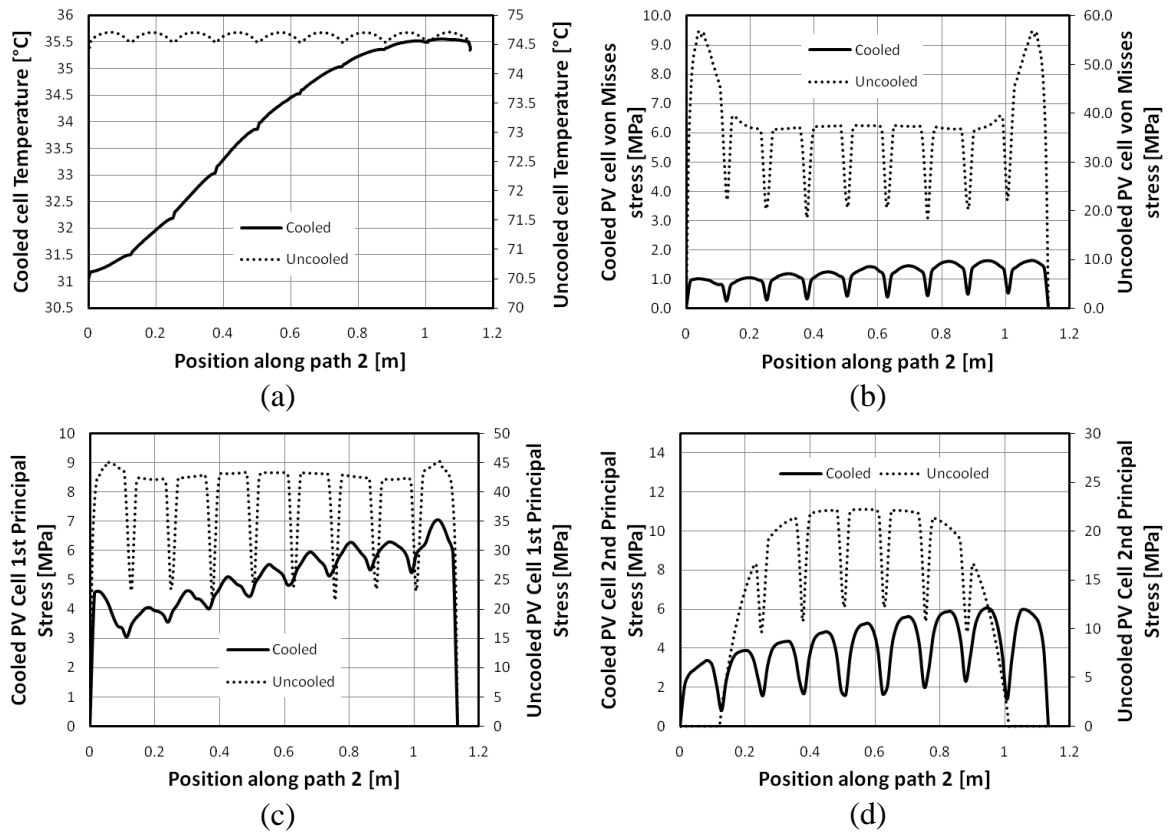 Cooled cell Temperature [°C]
36
35.5
35
34.5
34
33.5
33
32.5
32
31.5
31
30.5
Cooled
Uncooled
75
74.5
74
73.5
73
72.5
72
71.5
71
70.5
70
Uncooled cell Temperature [°C]
0 0.2 0.4 0.6 0.8 1 1.2
Position along path 2 [m]
(a)
Cooled PV cell von Misses
stress [MPa]
10.0
9.0
8.0
7.0
6.0
5.0
4.0
3.0
2.0
1.0
0.0
Cooled
Uncooled
60.0
50.0
40.0
30.0
20.0
10.0
0.0
Uncooled PV cell von Misses
stress [MPa]
0 0.2 0.4 0.6 0.8 1 1.2
Position along path 2 [m]
(b)
Cooled PV Cell 1st Principal
Stress [MPa]
10
9
8
7
6
5
4
3
2
1
0
Cooled
Uncooled
50
45
40
35
30
25
20
15
10
5
0
Uncooled PV Cell 1st Principal
Stress [MPa]
0 0.2 0.4 0.6 0.8 1 1.2
Position along path 2 [m]
(c)
Cooled PV Cell 2nd Principal
Stress [MPa]
14
12
10
8
6
4
2
0
Cooled Uncooled
30
25
20
15
10
5
0
Uncooled PV Cell 2nd Principal
Stress [MPa]
0 0.2 0.4 0.6 0.8 1 1.2
Position along path 2 [m]
(d)